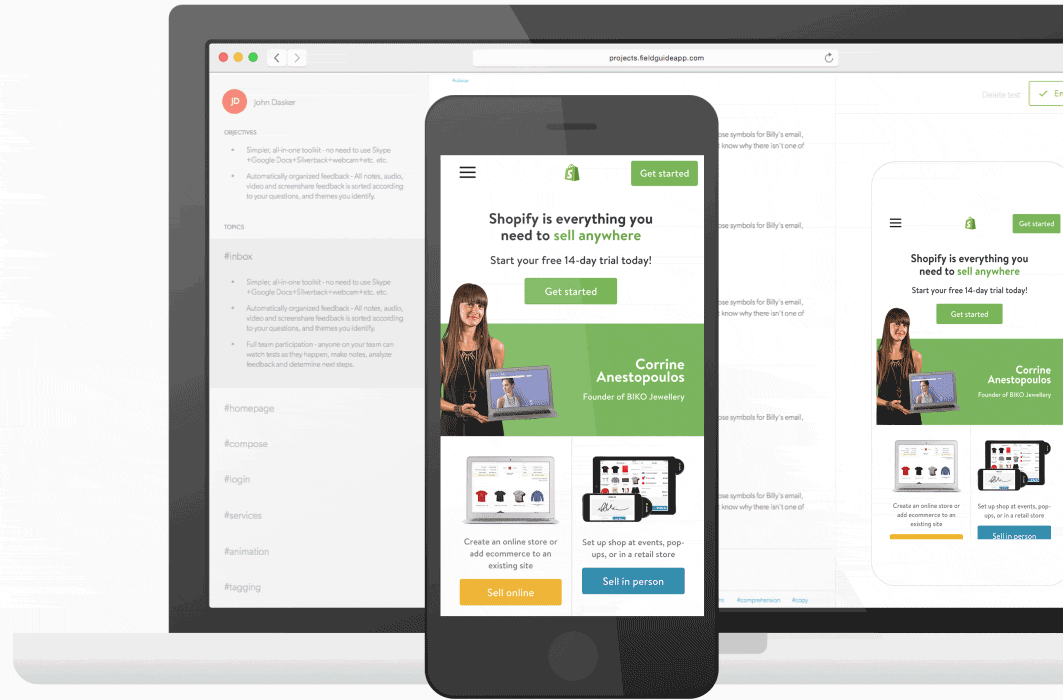 projects.fieldguideapp.com
JD
John Dasker
OBJECTIVES
Simpler, all-in-one toolkit - no need to use Skype
+Google Docs+Silverback+webcam+etc. etc.
Automatically organized feedback - All notes, audio,
video and screenshare feedback is sorted according
to your questions, and themes you identify.
TOPICS
#inbox
Simpler, all-in-one toolkit - no need to use Skype
+Google Docs+Silverback+webcam+etc. etc.
Automatically organized feedback - All notes, audio,
video and screenshare feedback is sorted according
to your questions, and themes you identify.
Full team participation - anyone on your team can
watch tests as they happen, make notes, analyze
feedback and determine next steps.
#homepage
#compose
#login
#services
#animation
#tagging
Get started
Shopify is everything you
need to sell anywhere
Start your free 14-day trial today!
Get started
Corrine
Anestopoulos
Founder of BIKO Jewellery
Create an online store or
add ecommerce to an
existing site
Sell online
Set up shop at events, pop-
ups, or in a retail store
Sell in person
ose symbols for Billy's email,
t know why there isn't one of
ose symbols for Billy's email,
ose symbols for Billy's email,
t know why there isn't one of
ose symbols for Billy's email,
ose symbols for Billy's email,
t know why there isn't one of
#comprehension #copy
Delete test
En
Get started
Shopify is everything you
need to sell anywhere
Start your free 14-day trial today!
Get started
Corrine
Anestopoulos
Founder of BIKO Jewellery
Create an online store or
add ecommerce to an
existing site
Set up shop at events, pop-
ups, or in a retail store
Sell in person